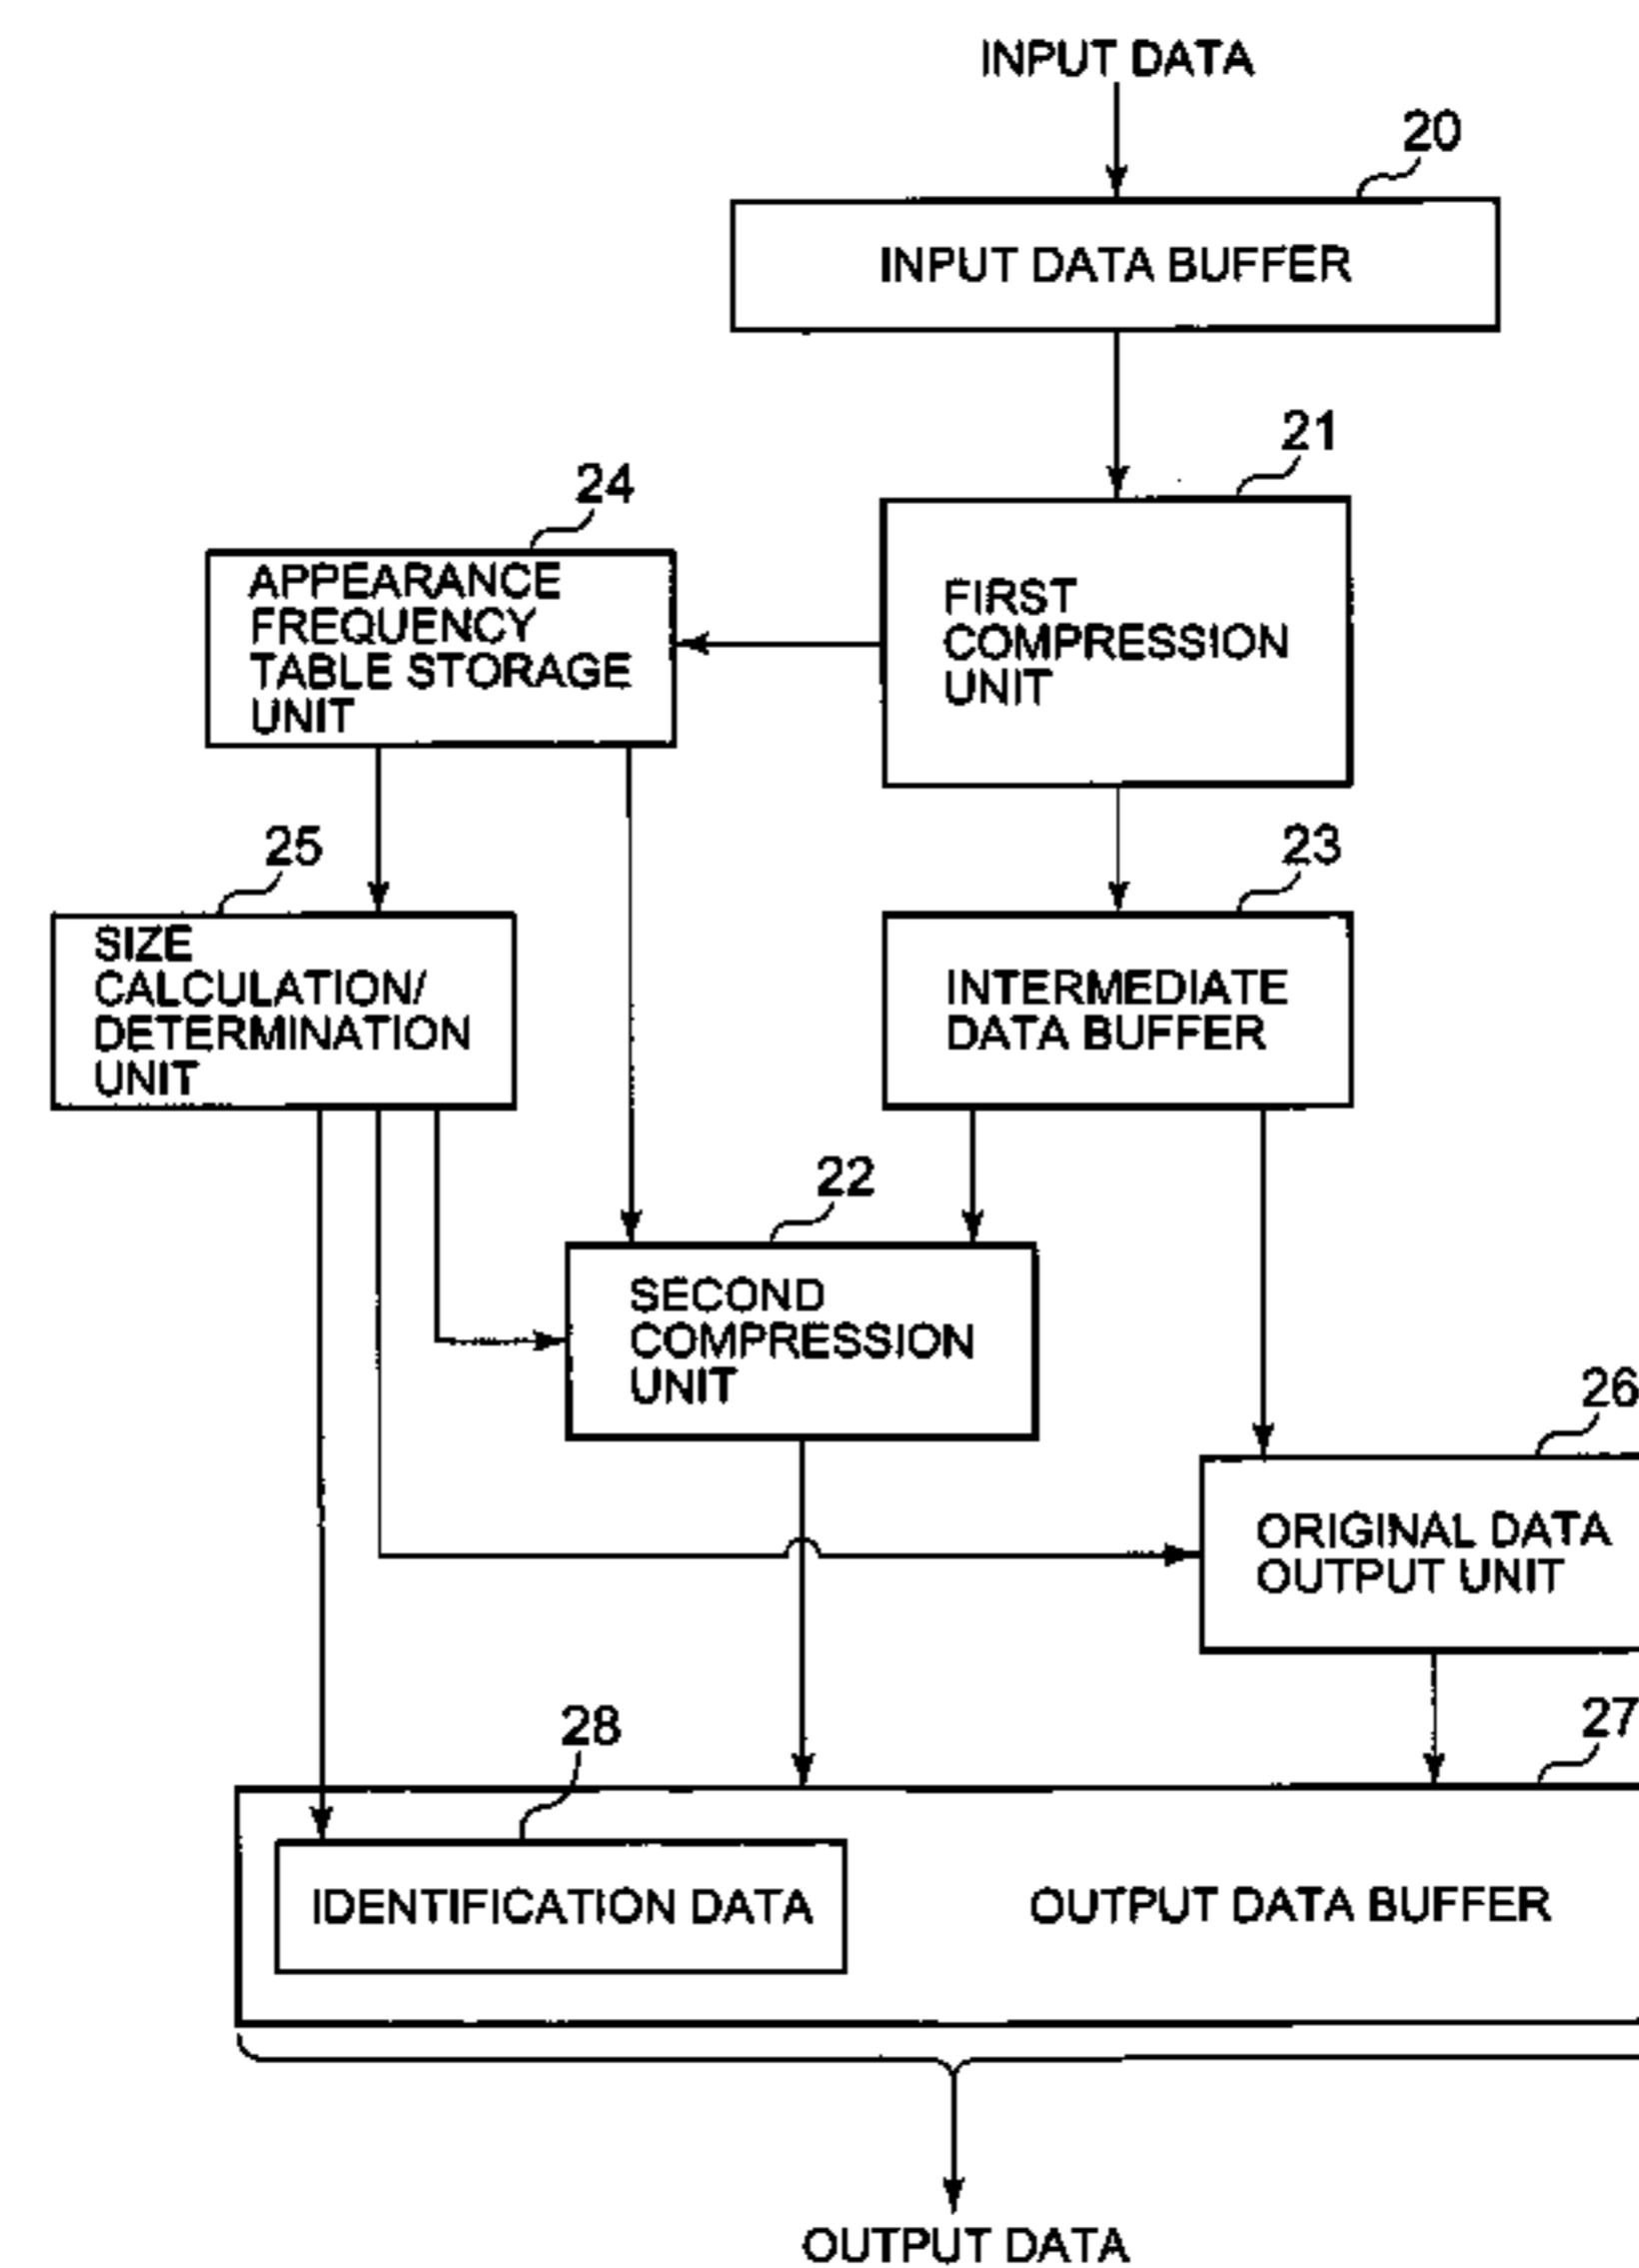 INPUT DATA
20
INPUT DATA BUFFER
21
24
APPEARANCE
FREQUENCY
TABLE STORAGE
UNIT
FIRST
COMPRESSION
UNIT
25
23
SIZE
CALCULATION/
DETERMINATION
UNIT
INTERMEDIATE
DATA BUFFER
22
SECOND
COMPRESSION
UNIT
26
ORIGINAL DATA
OUTPUT UNIT
28
27
IDENTIFICATION DATA
OUTPUT DATA BUFFER
OUTPUT DATA